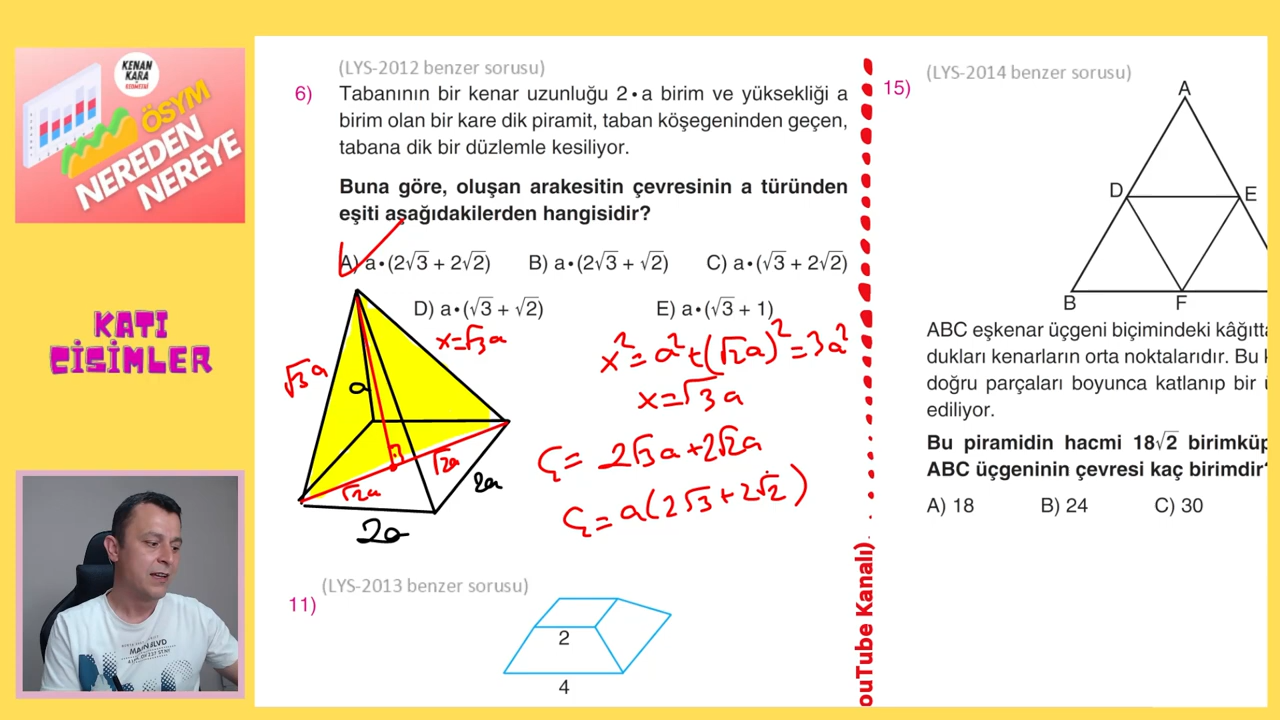 KENAN
KARA
ÖSYM
NEREDEN
NEREYE
KATI
CİSİMLER
(LYS-2012 benzer sorusu)
6) Tabanının bir kenar uzunluğu 2•a birim ve yüksekliği a
birim olan bir kare dik piramit, taban köşegeninden geçen,
tabana dik bir düzlemle kesiliyor.
Buna göre, oluşan arakesitin çevresinin a türünden
eşiti aşağıdakilerden hangisidir?
A) a•(2√3 + 2√2) B) a•(2√3 + √2) C) a•(√3 + 2√2)
D) a•(√3 + √2) E) a•(√3 + 1)
x=√3a
√3a
a
√2a
√2a
2a
2a
x²=a²+(√2a)²=3a²
x=√3a
Ç=2√3a+2√2a
Ç=a(2√3+2√2)
(LYS-2013 benzer sorusu)
11)
2
4
ouTube Kanalı)
(LYS-2014 benzer sorusu)
15)
A
D E
B F
ABC eşkenar üçgeni biçimindeki kâğıtta
dukları kenarların orta noktalarıdır. Bu k
doğru parçaları boyunca katlanıp bir ü
ediliyor.
Bu piramidin hacmi 18√2 birimküp
ABC üçgeninin çevresi kaç birimdir?
A) 18 B) 24 C) 30